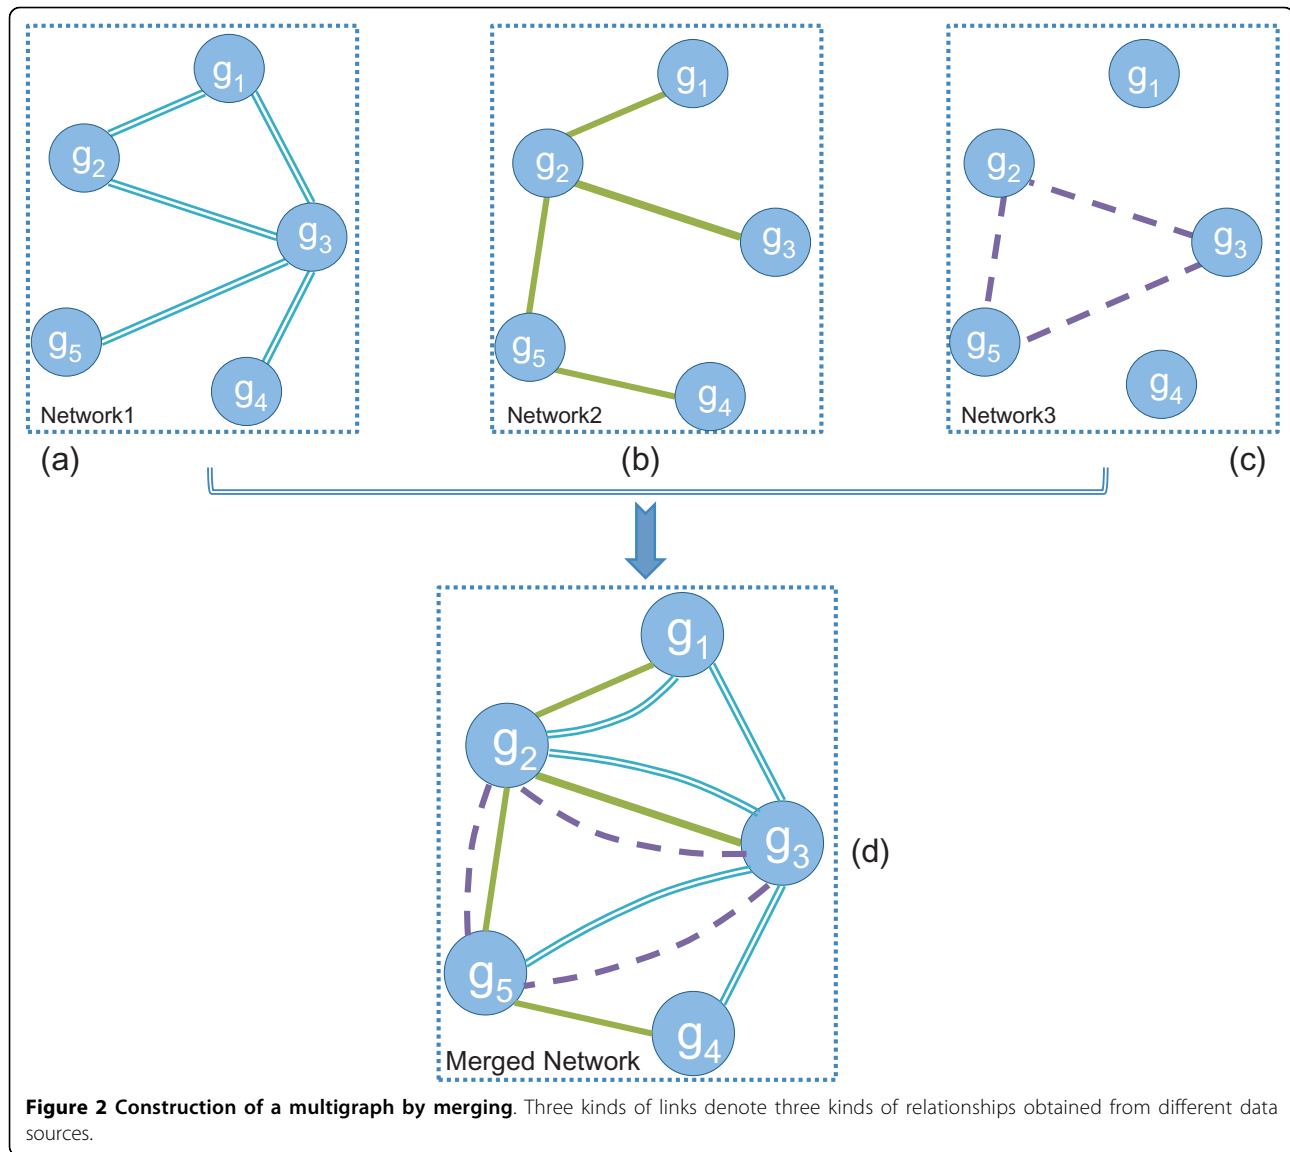 g1
g2
g3
g5
g4
Network1
(a)
g1
g2
g3
g5
g4
Network2
(b)
g1
g2
g3
g5
g4
Network3
(c)
g1
g2
g3
(d)
g5
g4
Merged Network
Figure 2 Construction of a multigraph by merging. Three kinds of links denote three kinds of relationships obtained from different data
sources.